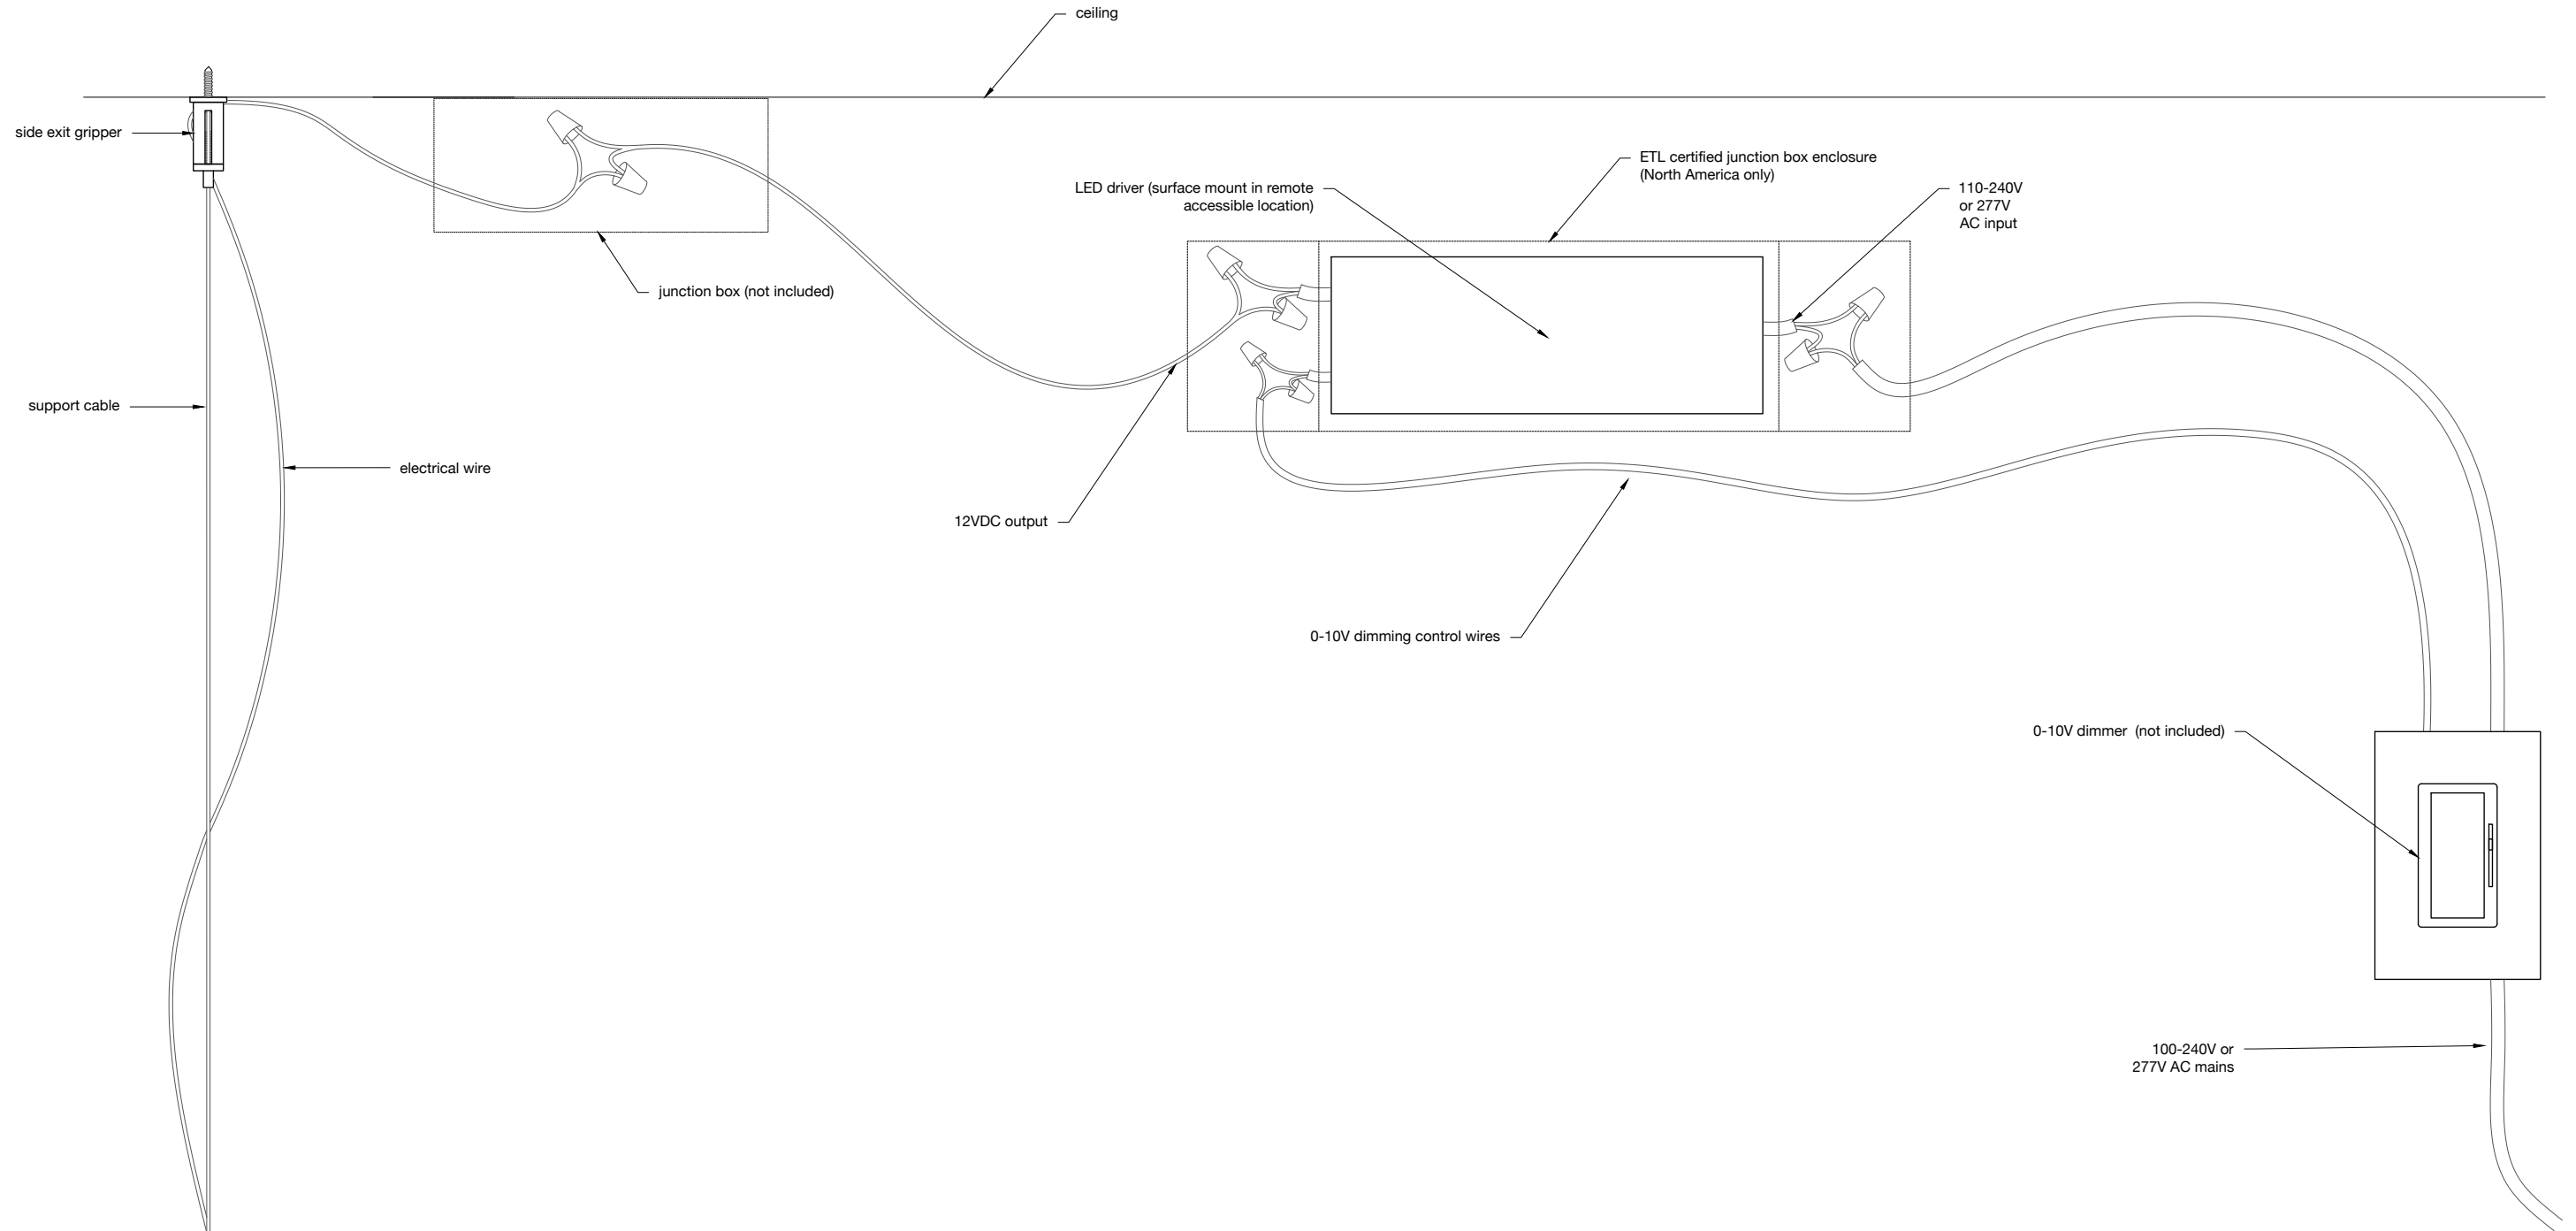 ceiling
side exit gripper
ETL certified junction box enclosure
(North America only)
LED driver (surface mount in remote
accessible location)
110-240V
or 277V
AC input
junction box (not included)
support cable
electrical wire
12VDC output
0-10V dimming control wires
0-10V dimmer (not included)
100-240V or
277V AC mains